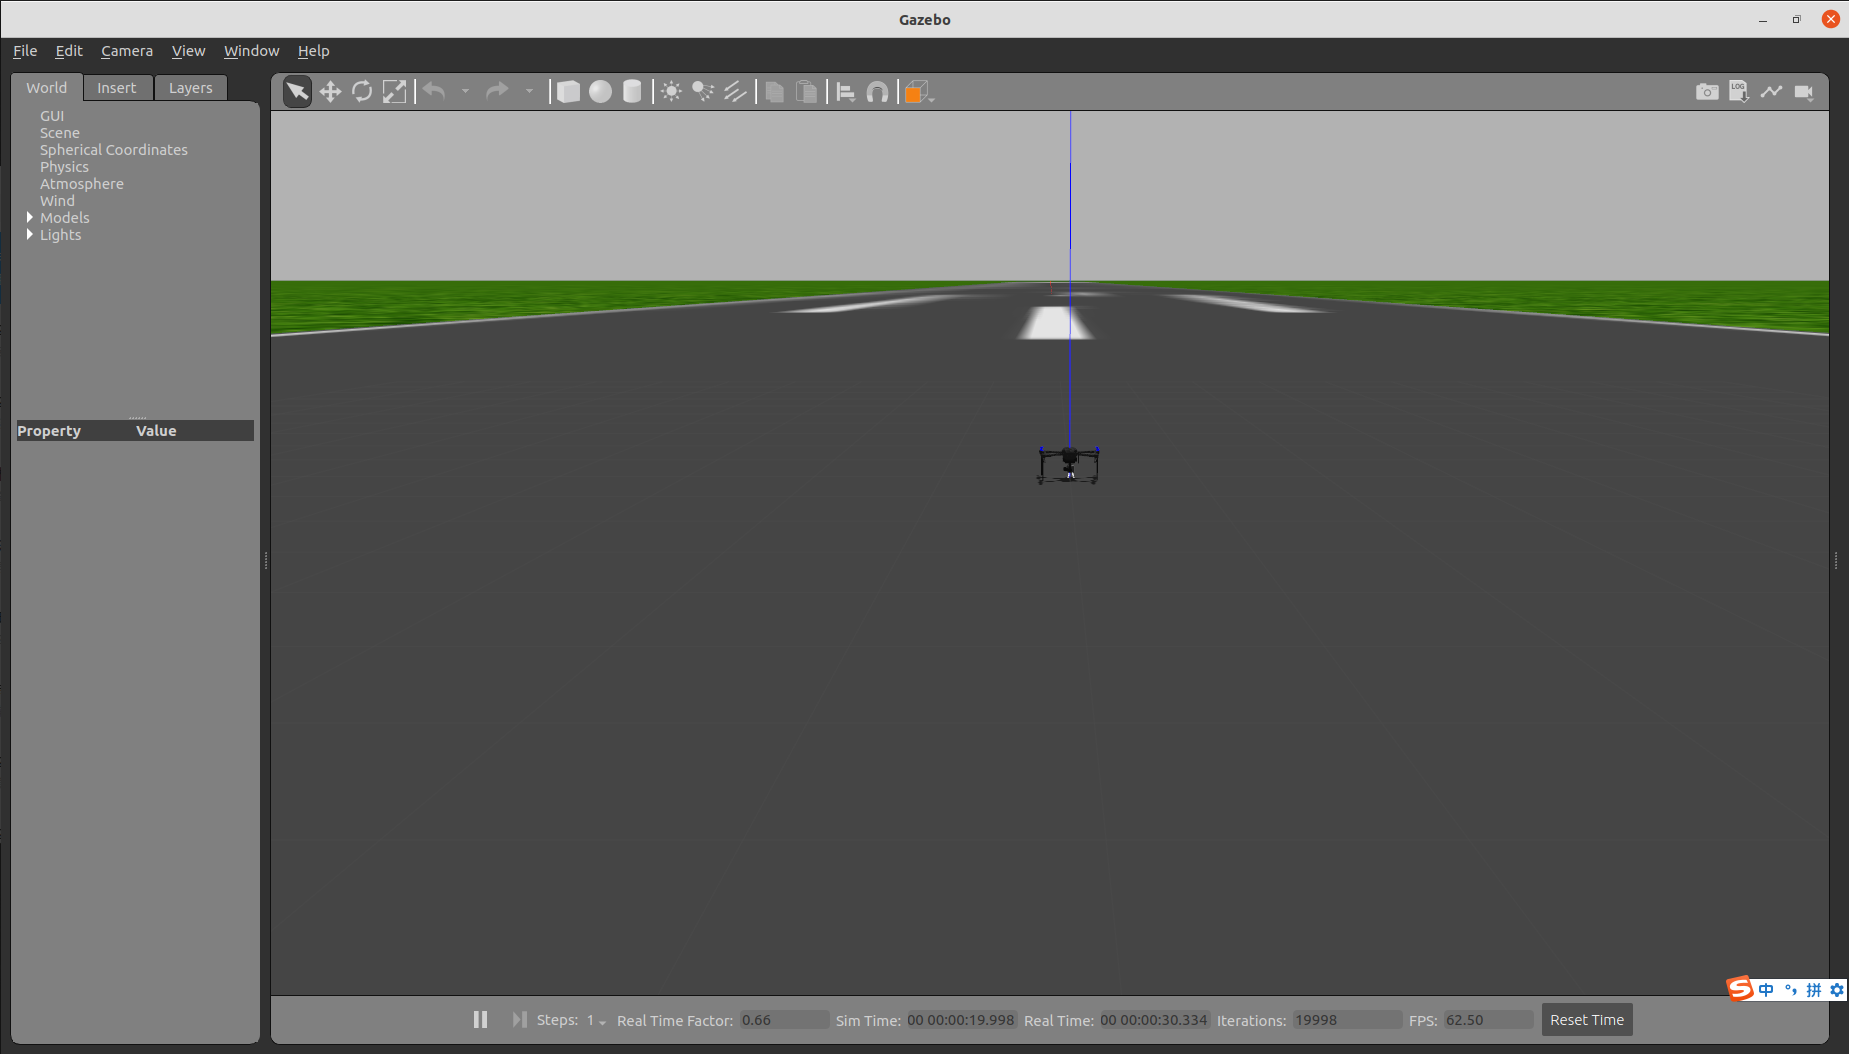 Gazebo
File Edit Camera View Window Help
World Insert Layers
LOG
GUI
Scene
Spherical Coordinates
Physics
Atmosphere
Wind
Models
Lights
Property Value
S中°,拼
Steps: 1 Real Time Factor: 0.66 Sim Time: 00 00:00:19.998 Real Time: 00 00:00:30.334 Iterations: 19998 FPS: 62.50 Reset Time